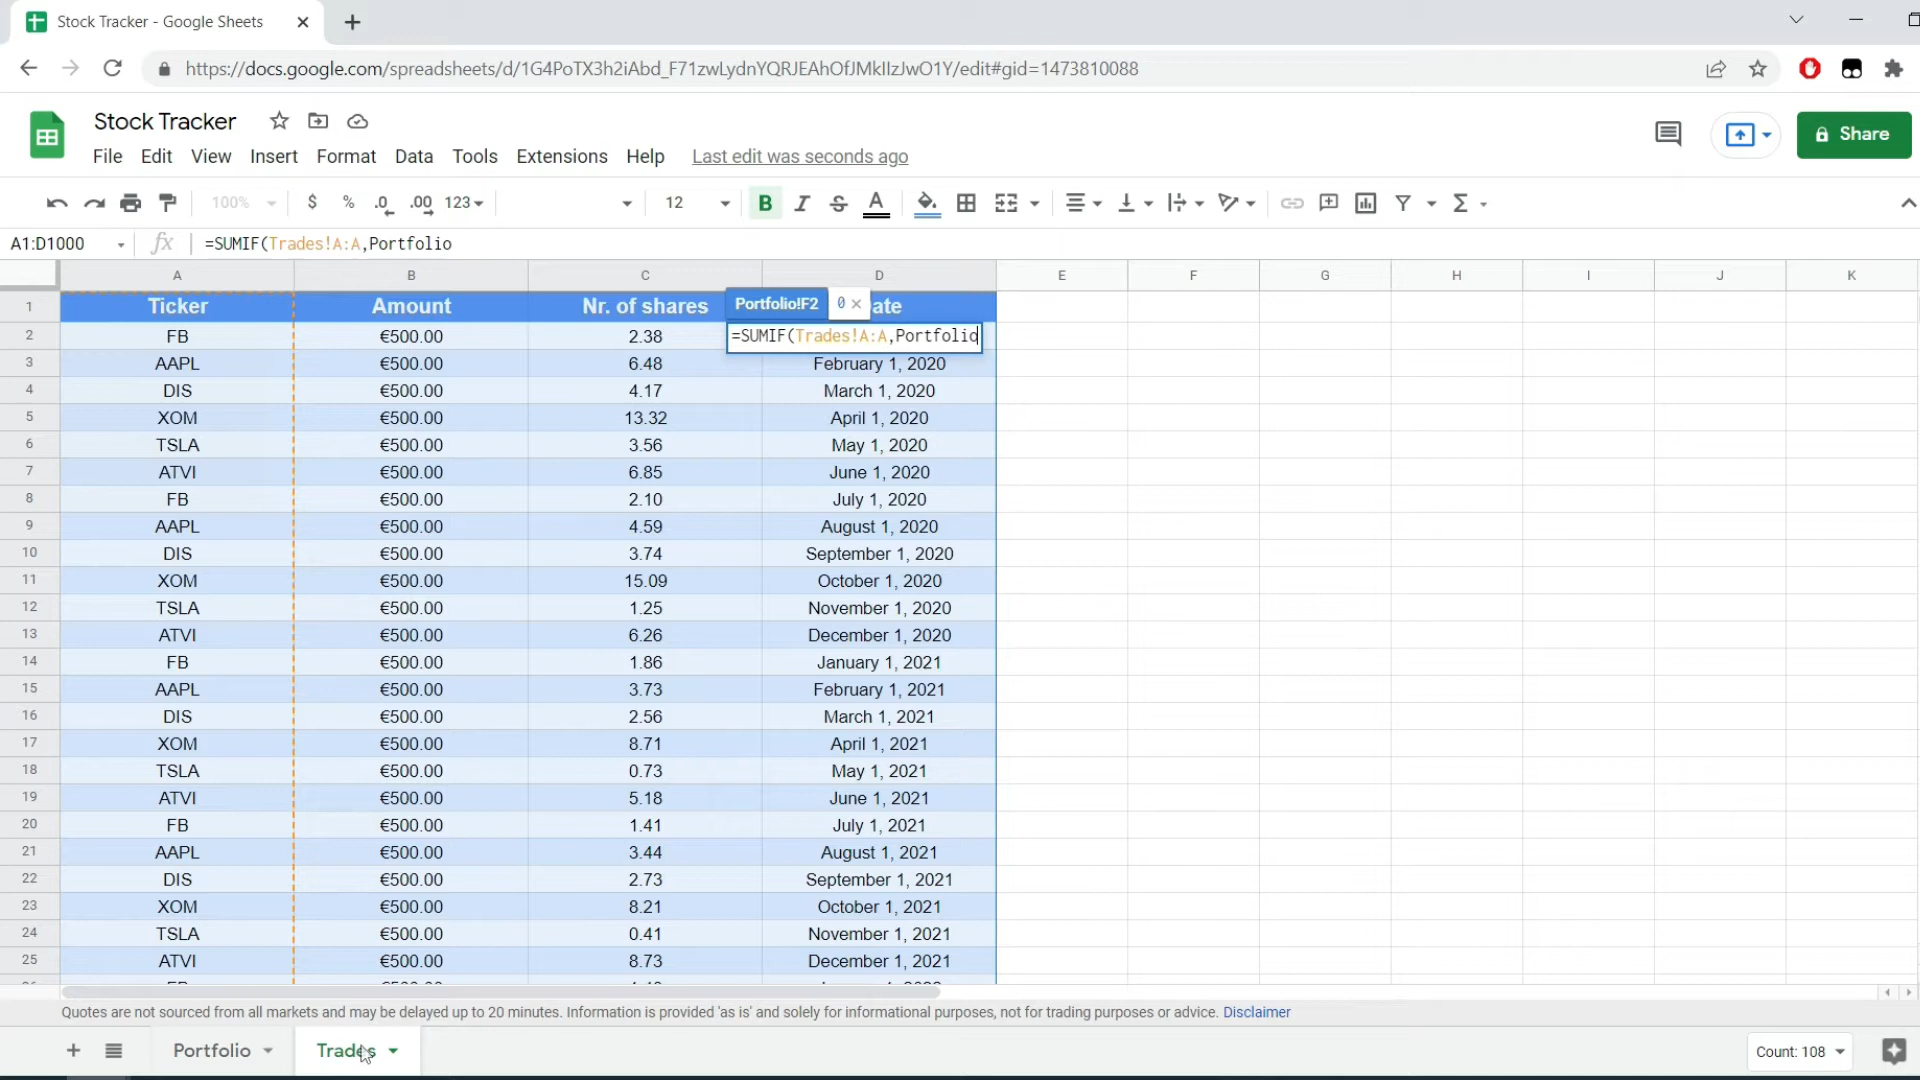 Stock Tracker - Google Sheets
https://docs.google.com/spreadsheets/d/1G4PoTX3h2iAbd_F71zwLydnYQRJEAhOfJMkIIzJwO1Y/edit#gid=1473810088
Stock Tracker
File Edit View Insert Format Data Tools Extensions Help Last edit was seconds ago
Share
100% $ % .0 .00 123 12 B I S A Σ
A1:D1000 fx =SUMIF(Trades!A:A,Portfolio
A B C D E F G H I J K
1 Ticker Amount Nr. of shares ate
Portfolio!F2 0 ×
2 FB €500.00 2.38 =SUMIF(Trades!A:A,Portfolio
3 AAPL €500.00 6.48 February 1, 2020
4 DIS €500.00 4.17 March 1, 2020
5 XOM €500.00 13.32 April 1, 2020
6 TSLA €500.00 3.56 May 1, 2020
7 ATVI €500.00 6.85 June 1, 2020
8 FB €500.00 2.10 July 1, 2020
9 AAPL €500.00 4.59 August 1, 2020
10 DIS €500.00 3.74 September 1, 2020
11 XOM €500.00 15.09 October 1, 2020
12 TSLA €500.00 1.25 November 1, 2020
13 ATVI €500.00 6.26 December 1, 2020
14 FB €500.00 1.86 January 1, 2021
15 AAPL €500.00 3.73 February 1, 2021
16 DIS €500.00 2.56 March 1, 2021
17 XOM €500.00 8.71 April 1, 2021
18 TSLA €500.00 0.73 May 1, 2021
19 ATVI €500.00 5.18 June 1, 2021
20 FB €500.00 1.41 July 1, 2021
21 AAPL €500.00 3.44 August 1, 2021
22 DIS €500.00 2.73 September 1, 2021
23 XOM €500.00 8.21 October 1, 2021
24 TSLA €500.00 0.41 November 1, 2021
25 ATVI €500.00 8.73 December 1, 2021
Quotes are not sourced from all markets and may be delayed up to 20 minutes. Information is provided 'as is' and solely for informational purposes, not for trading purposes or advice. Disclaimer
Portfolio Trades Count: 108